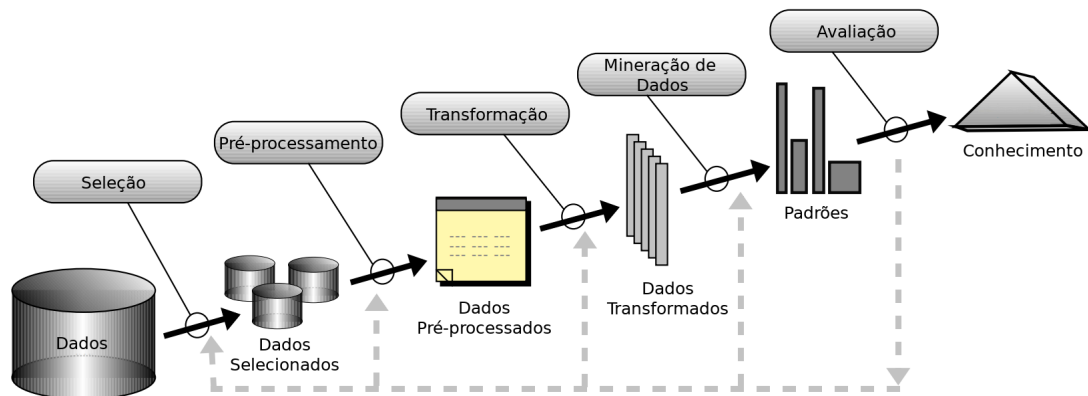 Avaliação
Mineração de
Dados
Transformação
Pré-processamento
Seleção
Conhecimento
Padrões
Dados
Transformados
Dados
Pré-processados
Dados
Selecionados
Dados